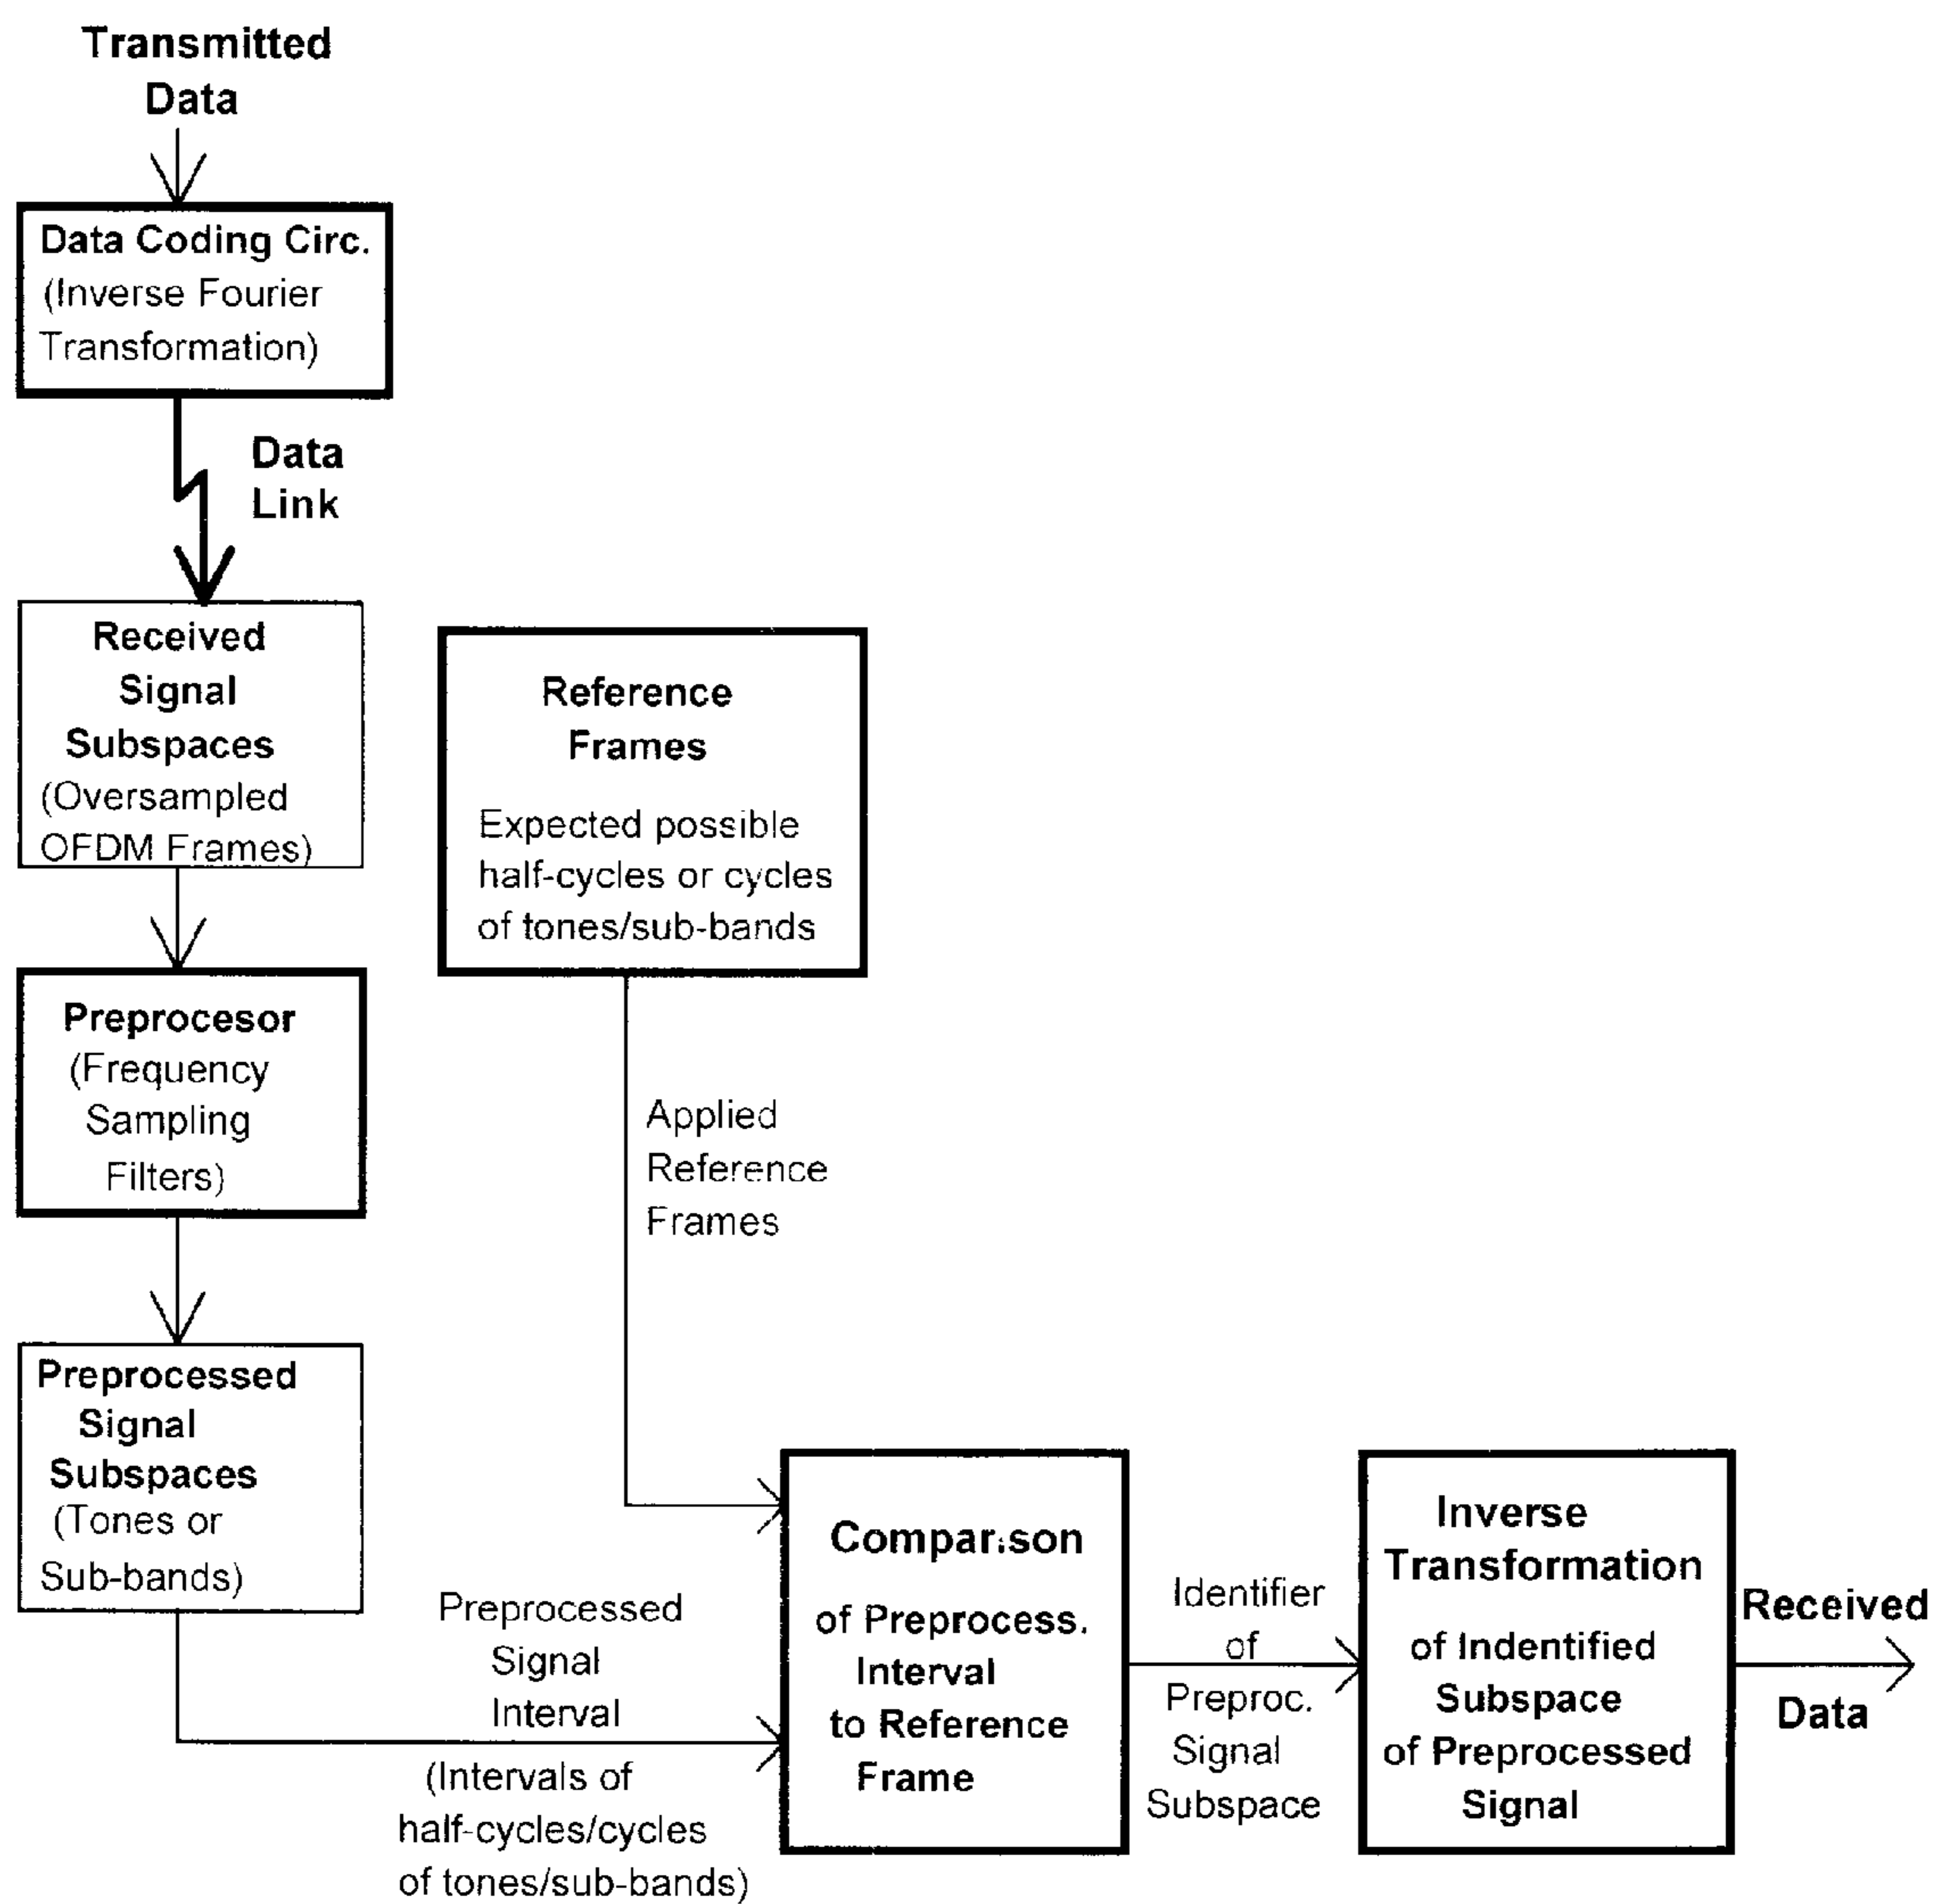 Transmitted
Data
Data Coding Circ.
(Inverse Fourier
Transformation)
Data
Link
Received
Signal
Subspaces
(Oversampled
OFDM Frames)
Reference
Frames
Expected possible
half-cycles or cycles
of tones/sub-bands
Preprocesor
(Frequency
Sampling
Filters)
Applied
Reference
Frames
Preprocessed
Signal
Subspaces
(Tones or
Sub-bands)
Preprocessed
Signal
Interval
(Intervals of
half-cycles/cycles
of tones/sub-bands)
Comparison
of Preprocess.
Interval
to Reference
Frame
Identifier
of
Preproc.
Signal
Subspace
Inverse
Transformation
of Indentified
Subspace
of Preprocessed
Signal
Received
Data